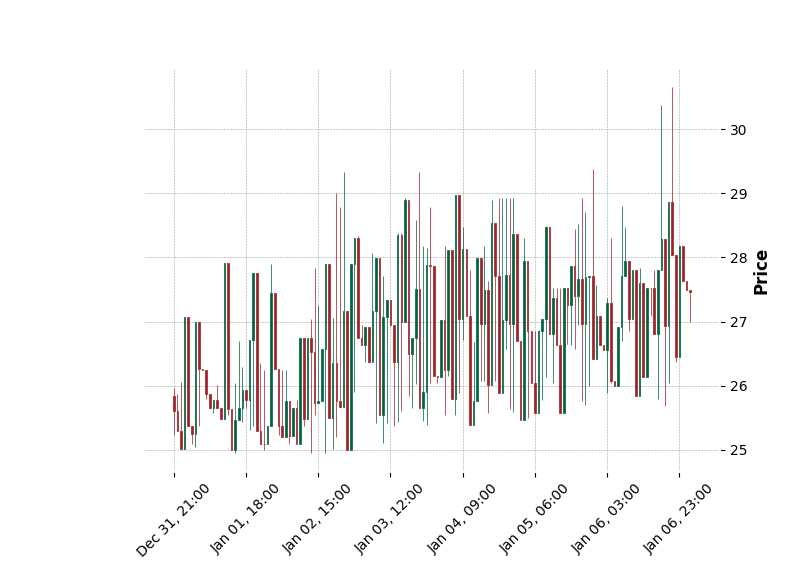 30
29
28
27
26
25
Price
Dec 31, 21:00
Jan 01, 18:00
Jan 02, 15:00
Jan 03, 12:00
Jan 04, 09:00
Jan 05, 06:00
Jan 06, 03:00
Jan 06, 23:00